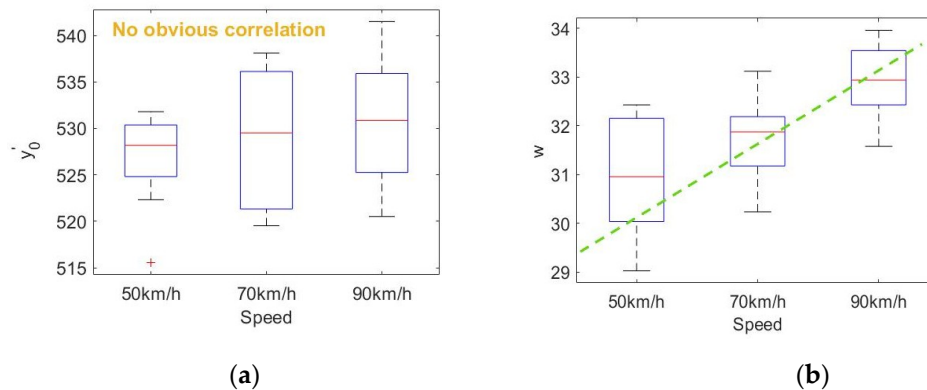 No obvious correlation
540
535
530
525
520
515
y'0
50km/h 70km/h 90km/h
Speed
(a)
34
33
32
31
30
29
w
50km/h 70km/h 90km/h
Speed
(b)